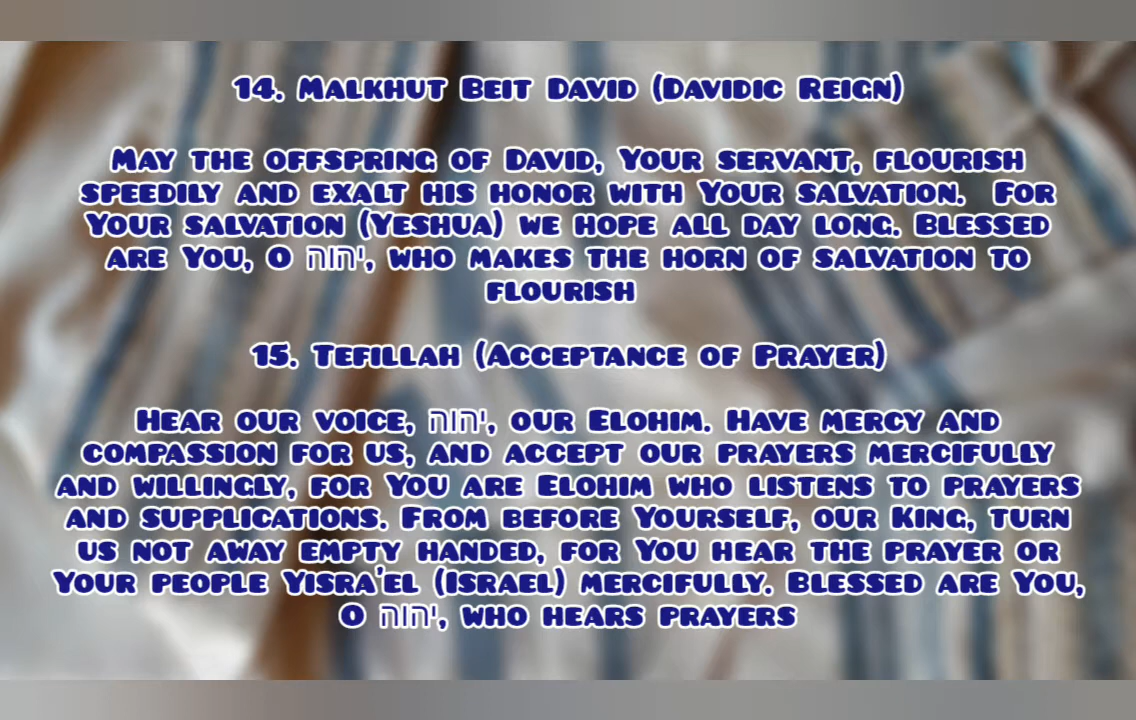 14. Malkhut Beit David (Davidic Reign)
May the offspring of David, Your servant, flourish
speedily and exalt his honor with Your salvation. For
Your salvation (Yeshua) we hope all day long. Blessed
are You, O יהוה, who makes the horn of salvation to
flourish
15. Tefillah (Acceptance of Prayer)
Hear our voice, יהוה, our Elohim. Have mercy and
compassion for us, and accept our prayers mercifully
and willingly, for You are Elohim who listens to prayers
and supplications. From before Yourself, our King, turn
us not away empty handed, for You hear the prayer or
Your people Yisra'el (Israel) mercifully. Blessed are You,
O יהוה, who hears prayers